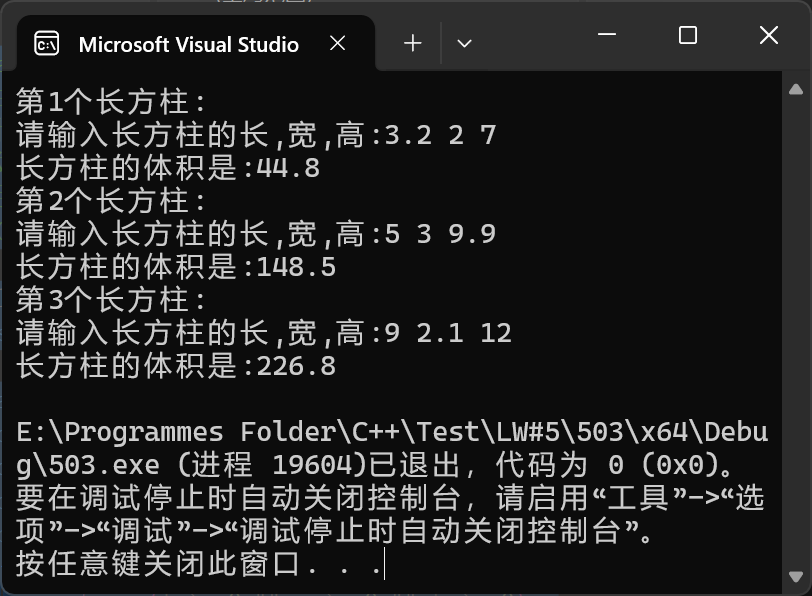 Microsoft Visual Studio
第1个长方柱:
请输入长方柱的长,宽,高:3.2 2 7
长方柱的体积是:44.8
第2个长方柱:
请输入长方柱的长,宽,高:5 3 9.9
长方柱的体积是:148.5
第3个长方柱:
请输入长方柱的长,宽,高:9 2.1 12
长方柱的体积是:226.8
E:\Programmes Folder\C++\Test\LW#5\503\x64\Debu
g\503.exe (进程 19604)已退出，代码为 0 (0x0)。
要在调试停止时自动关闭控制台，请启用“工具”->“选
项”->“调试”->“调试停止时自动关闭控制台”。
按任意键关闭此窗口. . .